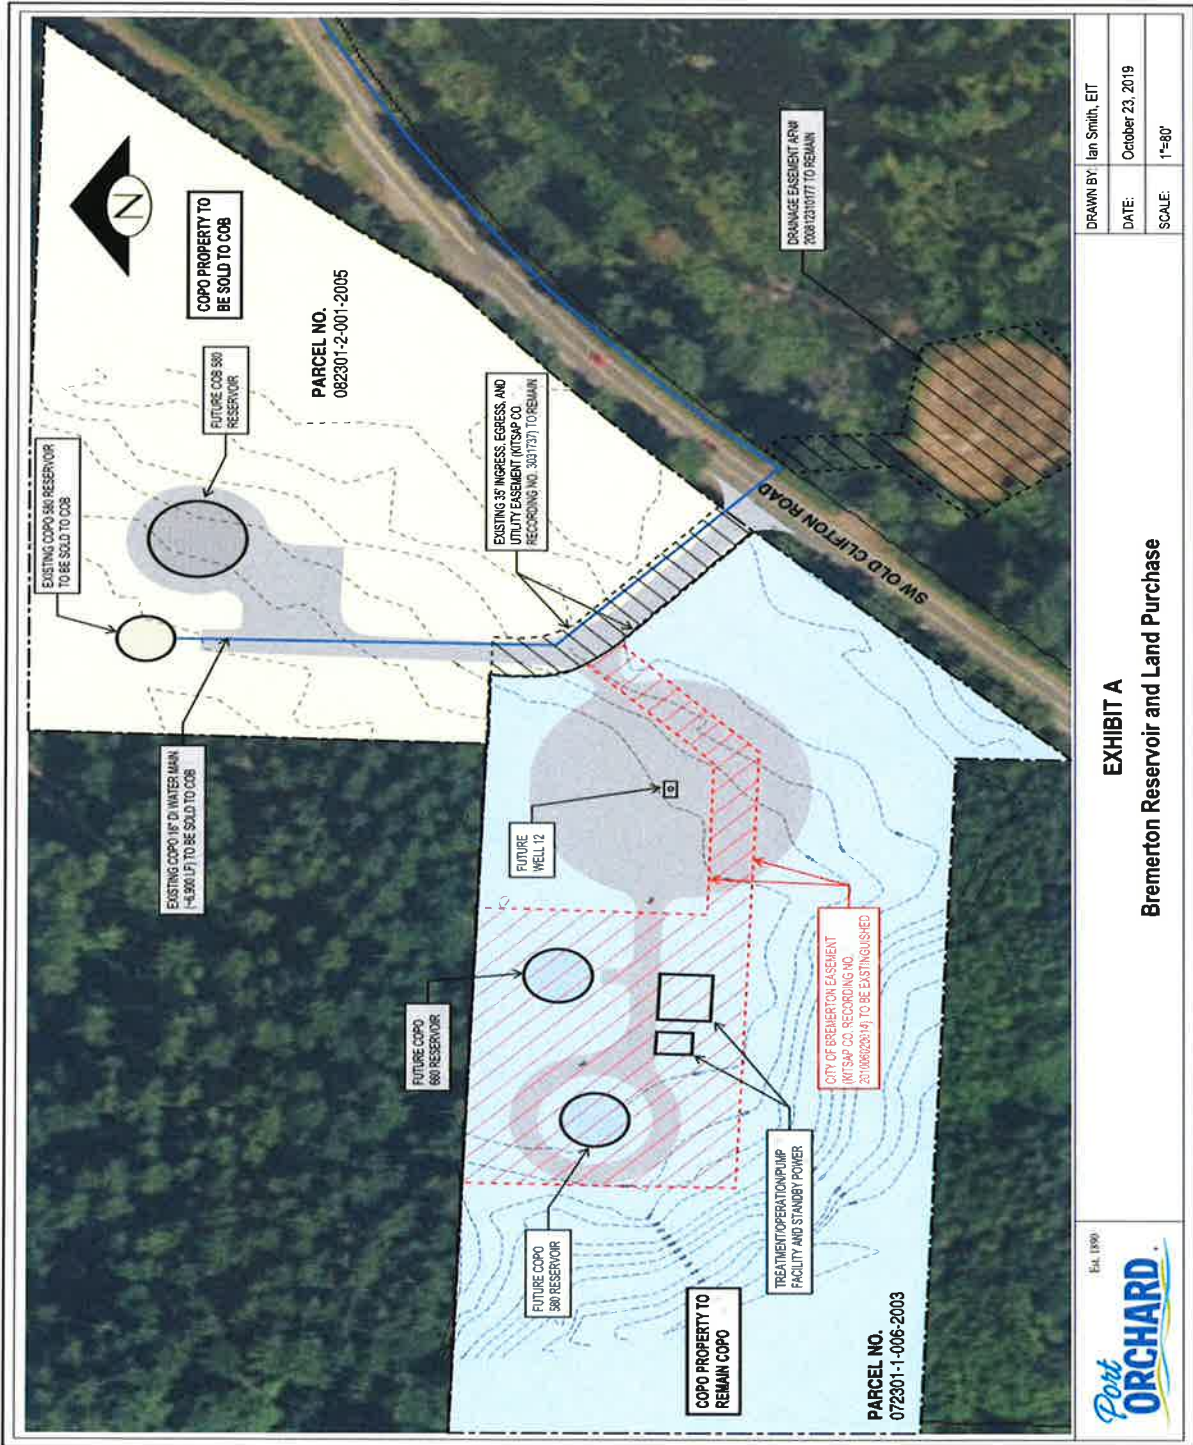 N
COPO PROPERTY TO
BE SOLD TO COB
PARCEL NO.
082301-2-001-2005
EXISTING COPO 580 RESERVOIR
TO BE SOLD TO COB
FUTURE COB 580
RESERVOIR
EXISTING COPO 16" DI WATER MAIN
(~6,900 LF) TO BE SOLD TO COB
EXISTING 35' INGRESS, EGRESS, AND
UTILITY EASEMENT (KITSAP CO.
RECORDING NO. 3031737) TO REMAIN
DRAINAGE EASEMENT AFN#
200812310177 TO REMAIN
SW OLD CLIFTON ROAD
FUTURE
WELL 12
FUTURE COPO
660 RESERVOIR
FUTURE COPO
580 RESERVOIR
CITY OF BREMERTON EASEMENT
(KITSAP CO. RECORDING NO.
TO BE EXSTINGUISHED
TREATMENT/OPERATION/PUMP
FACILITY AND STANDBY POWER
COPO PROPERTY TO
REMAIN COPO
PARCEL NO.
072301-1-006-2003
Est. 1890
Port
ORCHARD
EXHIBIT A
Bremerton Reservoir and Land Purchase
DRAWN BY: Ian Smith, EIT
DATE: October 23, 2019
SCALE: 1"=80'